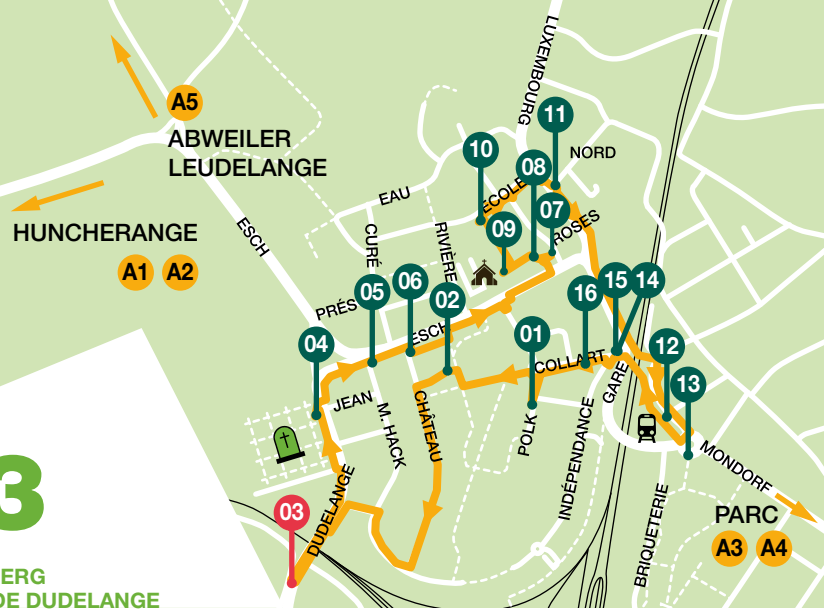 LUXEMBOURG
A5
ABWEILER
LEUDELANGE
11
10
08
NORD
ÉCOLE
EAU
07
ROSES
09
HUNCHERANGE
A1 A2
ESCH
CURÉ
RIVIÈRE
05
06
02
16
15
14
PRÉS
ESCH
04
01
12
COLLART
13
GARE
JEAN
M. HACK
CHÂTEAU
POLK
INDÉPENDANCE
MONDORF
3
DUDELANGE
03
BRIQUETERIE
PARC
A3 A4
ERG
DE DUDELANGE